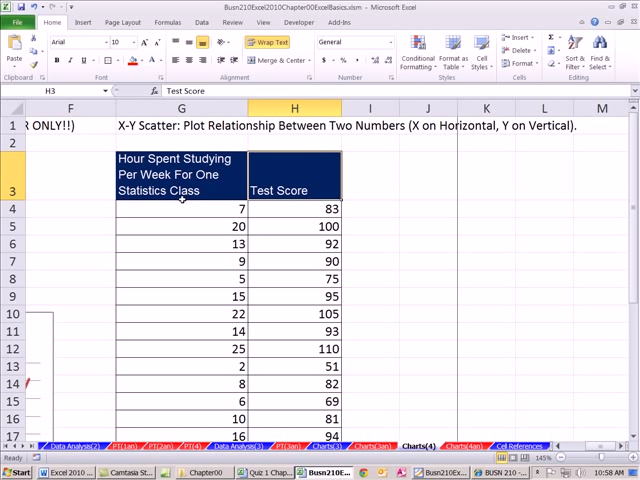 Busn210Excel2010Chapter00ExcelBasics.xlsm - Microsoft Excel
File Home Insert Page Layout Formulas Data Review View Developer Add-Ins
Arial 10 Wrap Text General Insert
Paste B I U Merge & Center $ % , Conditional Formatting Format as Table Cell Styles Delete Sort & Filter Find & Select
Format
Clipboard Font Alignment Number Styles Cells Editing
H3 fx Test Score
F G H I J K L M
1 R ONLY!!) X-Y Scatter: Plot Relationship Between Two Numbers (X on Horizontal, Y on Vertical).
2
Hour Spent Studying
Per Week For One
3 Statistics Class Test Score
4 7 83
5 20 100
6 13 92
7 9 90
8 5 75
9 15 95
10 22 105
11 14 93
12 25 110
13 2 51
14 8 82
15 6 69
16 10 81
17 16 94
Data Analysis(2) PT(1an) PT(2an) PT(4) Data Analysis(3) PT(3an) Charts(3) Charts(3an) Charts(4) Charts(4an) Cell References
Ready 145%
Start Excel 2010 ... Camtasia St... Chapter00 Quiz 1 Chap... Busn210E... Busn210Ex... BUSN 210 -... 10:58 AM